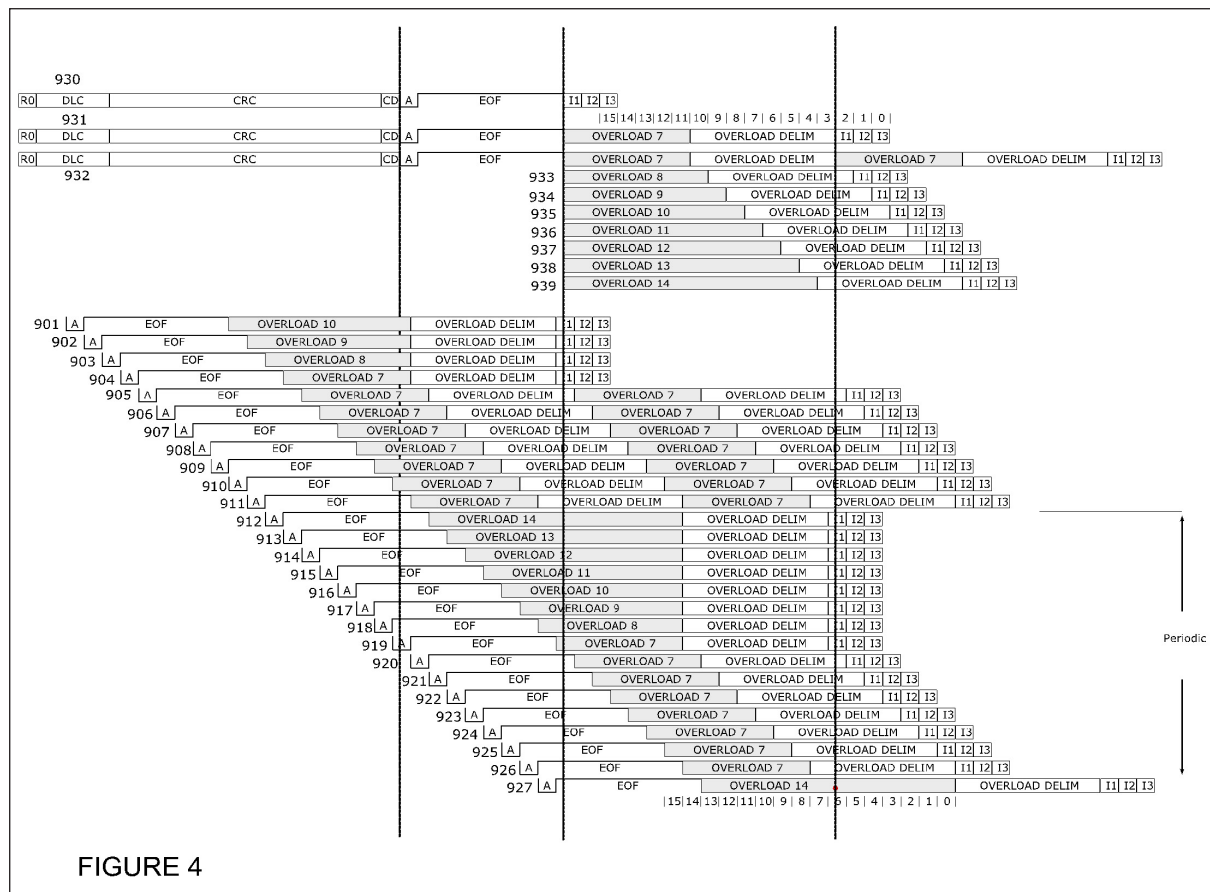 930
R0 DLC CRC CD A EOF I1 I2 I3
931
|15|14|13|12|11|10| 9 | 8 | 7 | 6 | 5 | 4 | 3 | 2 | 1 | 0 |
R0 DLC CRC CD A EOF OVERLOAD 7 OVERLOAD DELIM I1 I2 I3
R0 DLC CRC CD A EOF OVERLOAD 7 OVERLOAD DELIM OVERLOAD 7 OVERLOAD DELIM I1 I2 I3
932
933 OVERLOAD 8 OVERLOAD DELIM I1 I2 I3
934 OVERLOAD 9 OVERLOAD DELIM I1 I2 I3
935 OVERLOAD 10 OVERLOAD DELIM I1 I2 I3
936 OVERLOAD 11 OVERLOAD DELIM I1 I2 I3
937 OVERLOAD 12 OVERLOAD DELIM I1 I2 I3
938 OVERLOAD 13 OVERLOAD DELIM I1 I2 I3
939 OVERLOAD 14 OVERLOAD DELIM I1 I2 I3
901 A EOF OVERLOAD 10 OVERLOAD DELIM I1 I2 I3
902 A EOF OVERLOAD 9 OVERLOAD DELIM I1 I2 I3
903 A EOF OVERLOAD 8 OVERLOAD DELIM I1 I2 I3
904 A EOF OVERLOAD 7 OVERLOAD DELIM I1 I2 I3
905 A EOF OVERLOAD 7 OVERLOAD DELIM OVERLOAD 7 OVERLOAD DELIM I1 I2 I3
906 A EOF OVERLOAD 7 OVERLOAD DELIM OVERLOAD 7 OVERLOAD DELIM I1 I2 I3
907 A EOF OVERLOAD 7 OVERLOAD DELIM OVERLOAD 7 OVERLOAD DELIM I1 I2 I3
908 A EOF OVERLOAD 7 OVERLOAD DELIM OVERLOAD 7 OVERLOAD DELIM I1 I2 I3
909 A EOF OVERLOAD 7 OVERLOAD DELIM OVERLOAD 7 OVERLOAD DELIM I1 I2 I3
910 A EOF OVERLOAD 7 OVERLOAD DELIM OVERLOAD 7 OVERLOAD DELIM I1 I2 I3
911 A EOF OVERLOAD 7 OVERLOAD DELIM OVERLOAD 7 OVERLOAD DELIM I1 I2 I3
912 A EOF OVERLOAD 14 OVERLOAD DELIM I1 I2 I3
913 A EOF OVERLOAD 13 OVERLOAD DELIM I1 I2 I3
914 A EOF OVERLOAD 12 OVERLOAD DELIM I1 I2 I3
915 A EOF OVERLOAD 11 OVERLOAD DELIM I1 I2 I3
916 A EOF OVERLOAD 10 OVERLOAD DELIM I1 I2 I3
917 A EOF OVERLOAD 9 OVERLOAD DELIM I1 I2 I3
918 A EOF OVERLOAD 8 OVERLOAD DELIM I1 I2 I3
919 A EOF OVERLOAD 7 OVERLOAD DELIM I1 I2 I3
Periodic
920 A EOF OVERLOAD 7 OVERLOAD DELIM I1 I2 I3
921 A EOF OVERLOAD 7 OVERLOAD DELIM I1 I2 I3
922 A EOF OVERLOAD 7 OVERLOAD DELIM I1 I2 I3
923 A EOF OVERLOAD 7 OVERLOAD DELIM I1 I2 I3
924 A EOF OVERLOAD 7 OVERLOAD DELIM I1 I2 I3
925 A EOF OVERLOAD 7 OVERLOAD DELIM I1 I2 I3
926 A EOF OVERLOAD 7 OVERLOAD DELIM I1 I2 I3
927 A EOF OVERLOAD 14 OVERLOAD DELIM I1 I2 I3
|15|14|13|12|11|10| 9 | 8 | 7 | 6 | 5 | 4 | 3 | 2 | 1 | 0 |
FIGURE 4